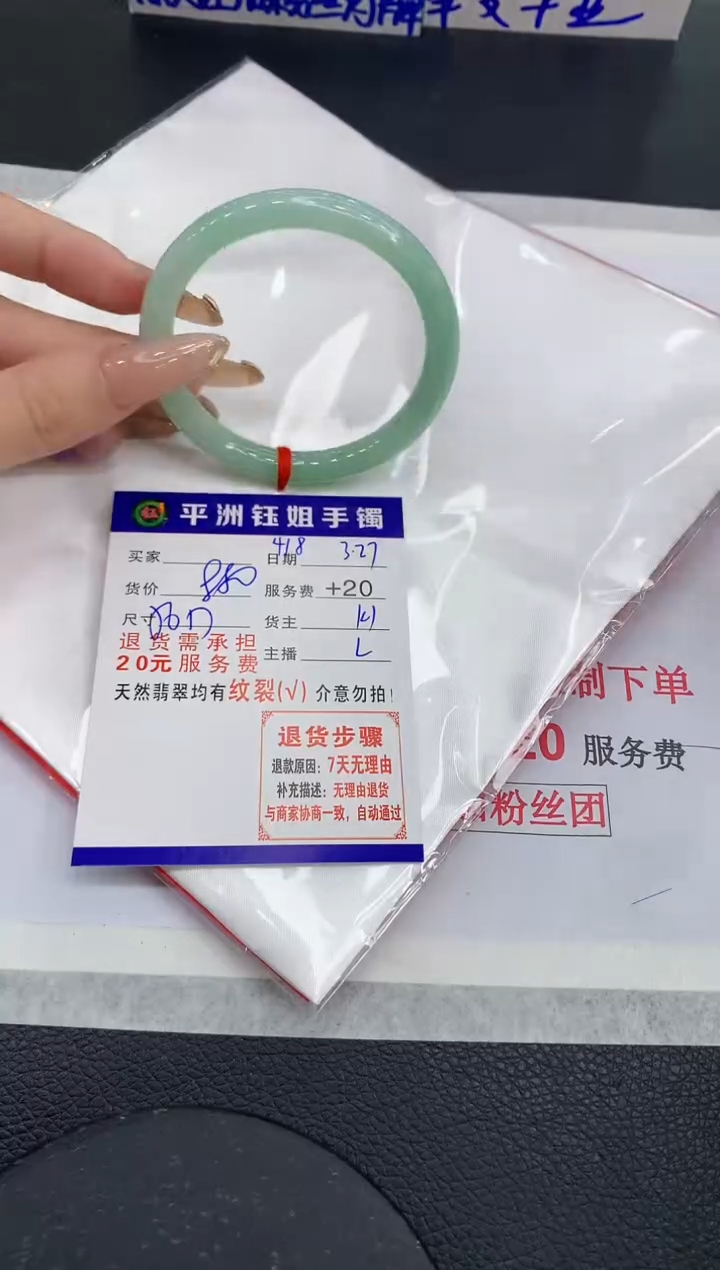 平洲钰姐手镯
买家 日期 3.27
418
货价 880 服务费 +20
尺寸 货主
退货需承担
20元服务费 主播 L
天然翡翠均有纹裂(√) 介意勿拍!
退货步骤
退款原因：7天无理由
补充描述：无理由退货
与商家协商一致，自动通过
制下单
20 服务费
粉丝团